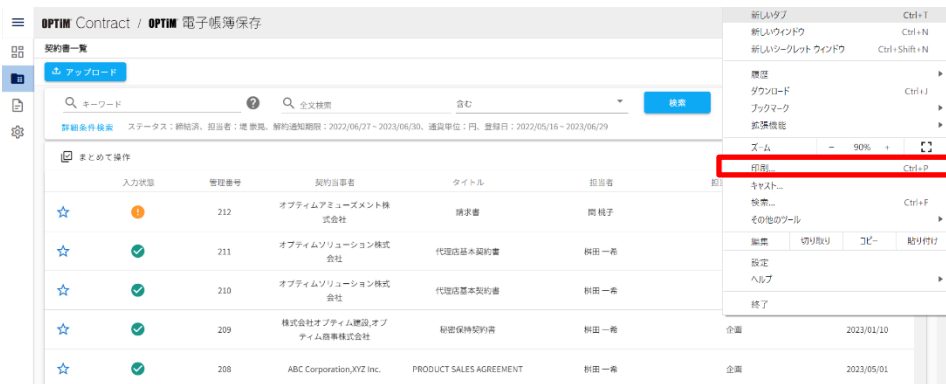 OPTiM Contract / OPTiM 電子帳簿保存
契約書一覧
アップロード
キーワード
全文検索
含む
検索
詳細条件検索 ステータス：締結済、担当者：堤 崇晃、解約通知期限：2022/06/27~2023/06/30、通貨単位：円、登録日：2022/05/16~2023/06/29
まとめて操作
入力状態 管理番号 契約当事者 タイトル 担当者
212 オプティムアミューズメント株
式会社 請求書 関 桃子
211 オプティムソリューション株式
会社 代理店基本契約書 桝田 一希
210 オプティムソリューション株式
会社 代理店基本契約書 桝田 一希
209 株式会社オプティム建設,オプ
ティム商事株式会社 秘密保持契約書 桝田 一希 企画 2023/01/10
208 ABC Corporation,XYZ Inc. PRODUCT SALES AGREEMENT 桝田 一希 企画 2023/05/01
新しいタブ Ctrl+T
新しいウィンドウ Ctrl+N
新しいシークレット ウィンドウ Ctrl+Shift+N
履歴
ダウンロード Ctrl+J
ブックマーク
拡張機能
ズーム − 90% +
印刷... Ctrl+P
キャスト...
検索... Ctrl+F
その他のツール
編集 切り取り コピー 貼り付け
設定
ヘルプ
終了